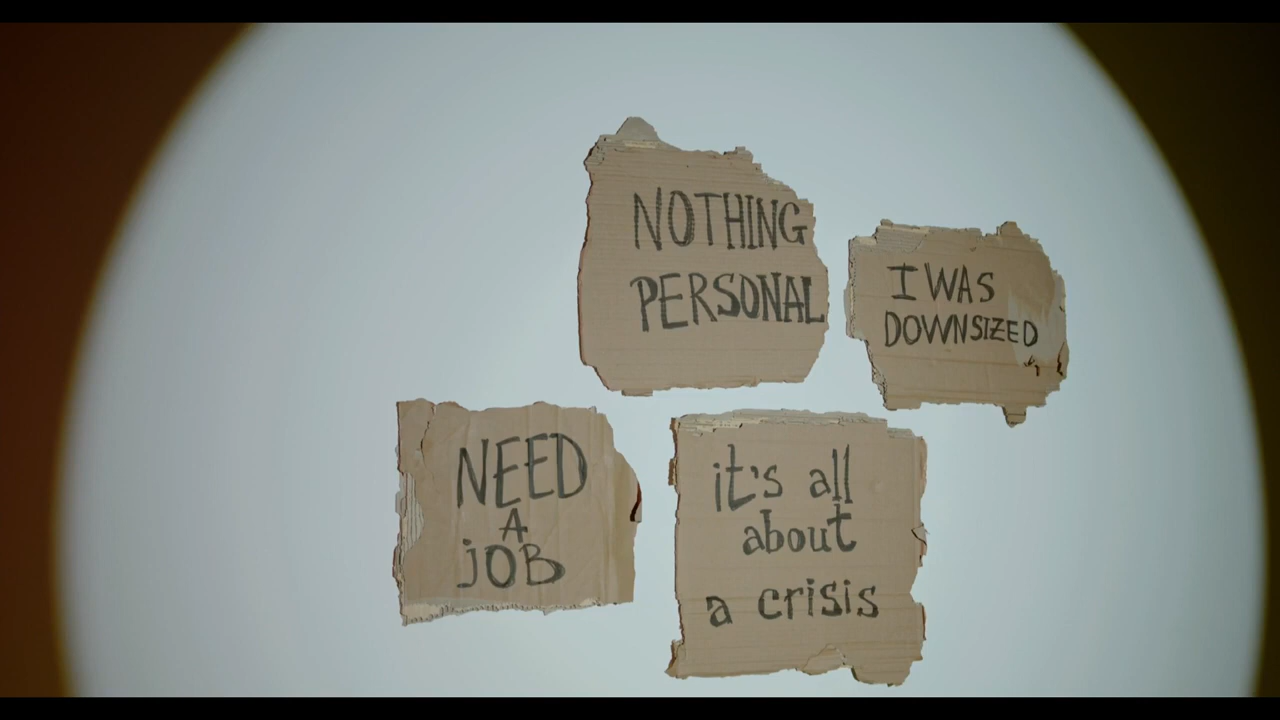 NOTHING
PERSONAL
I WAS
DOWNSIZED
NEED
A
jOB
it's all
about
a crisis